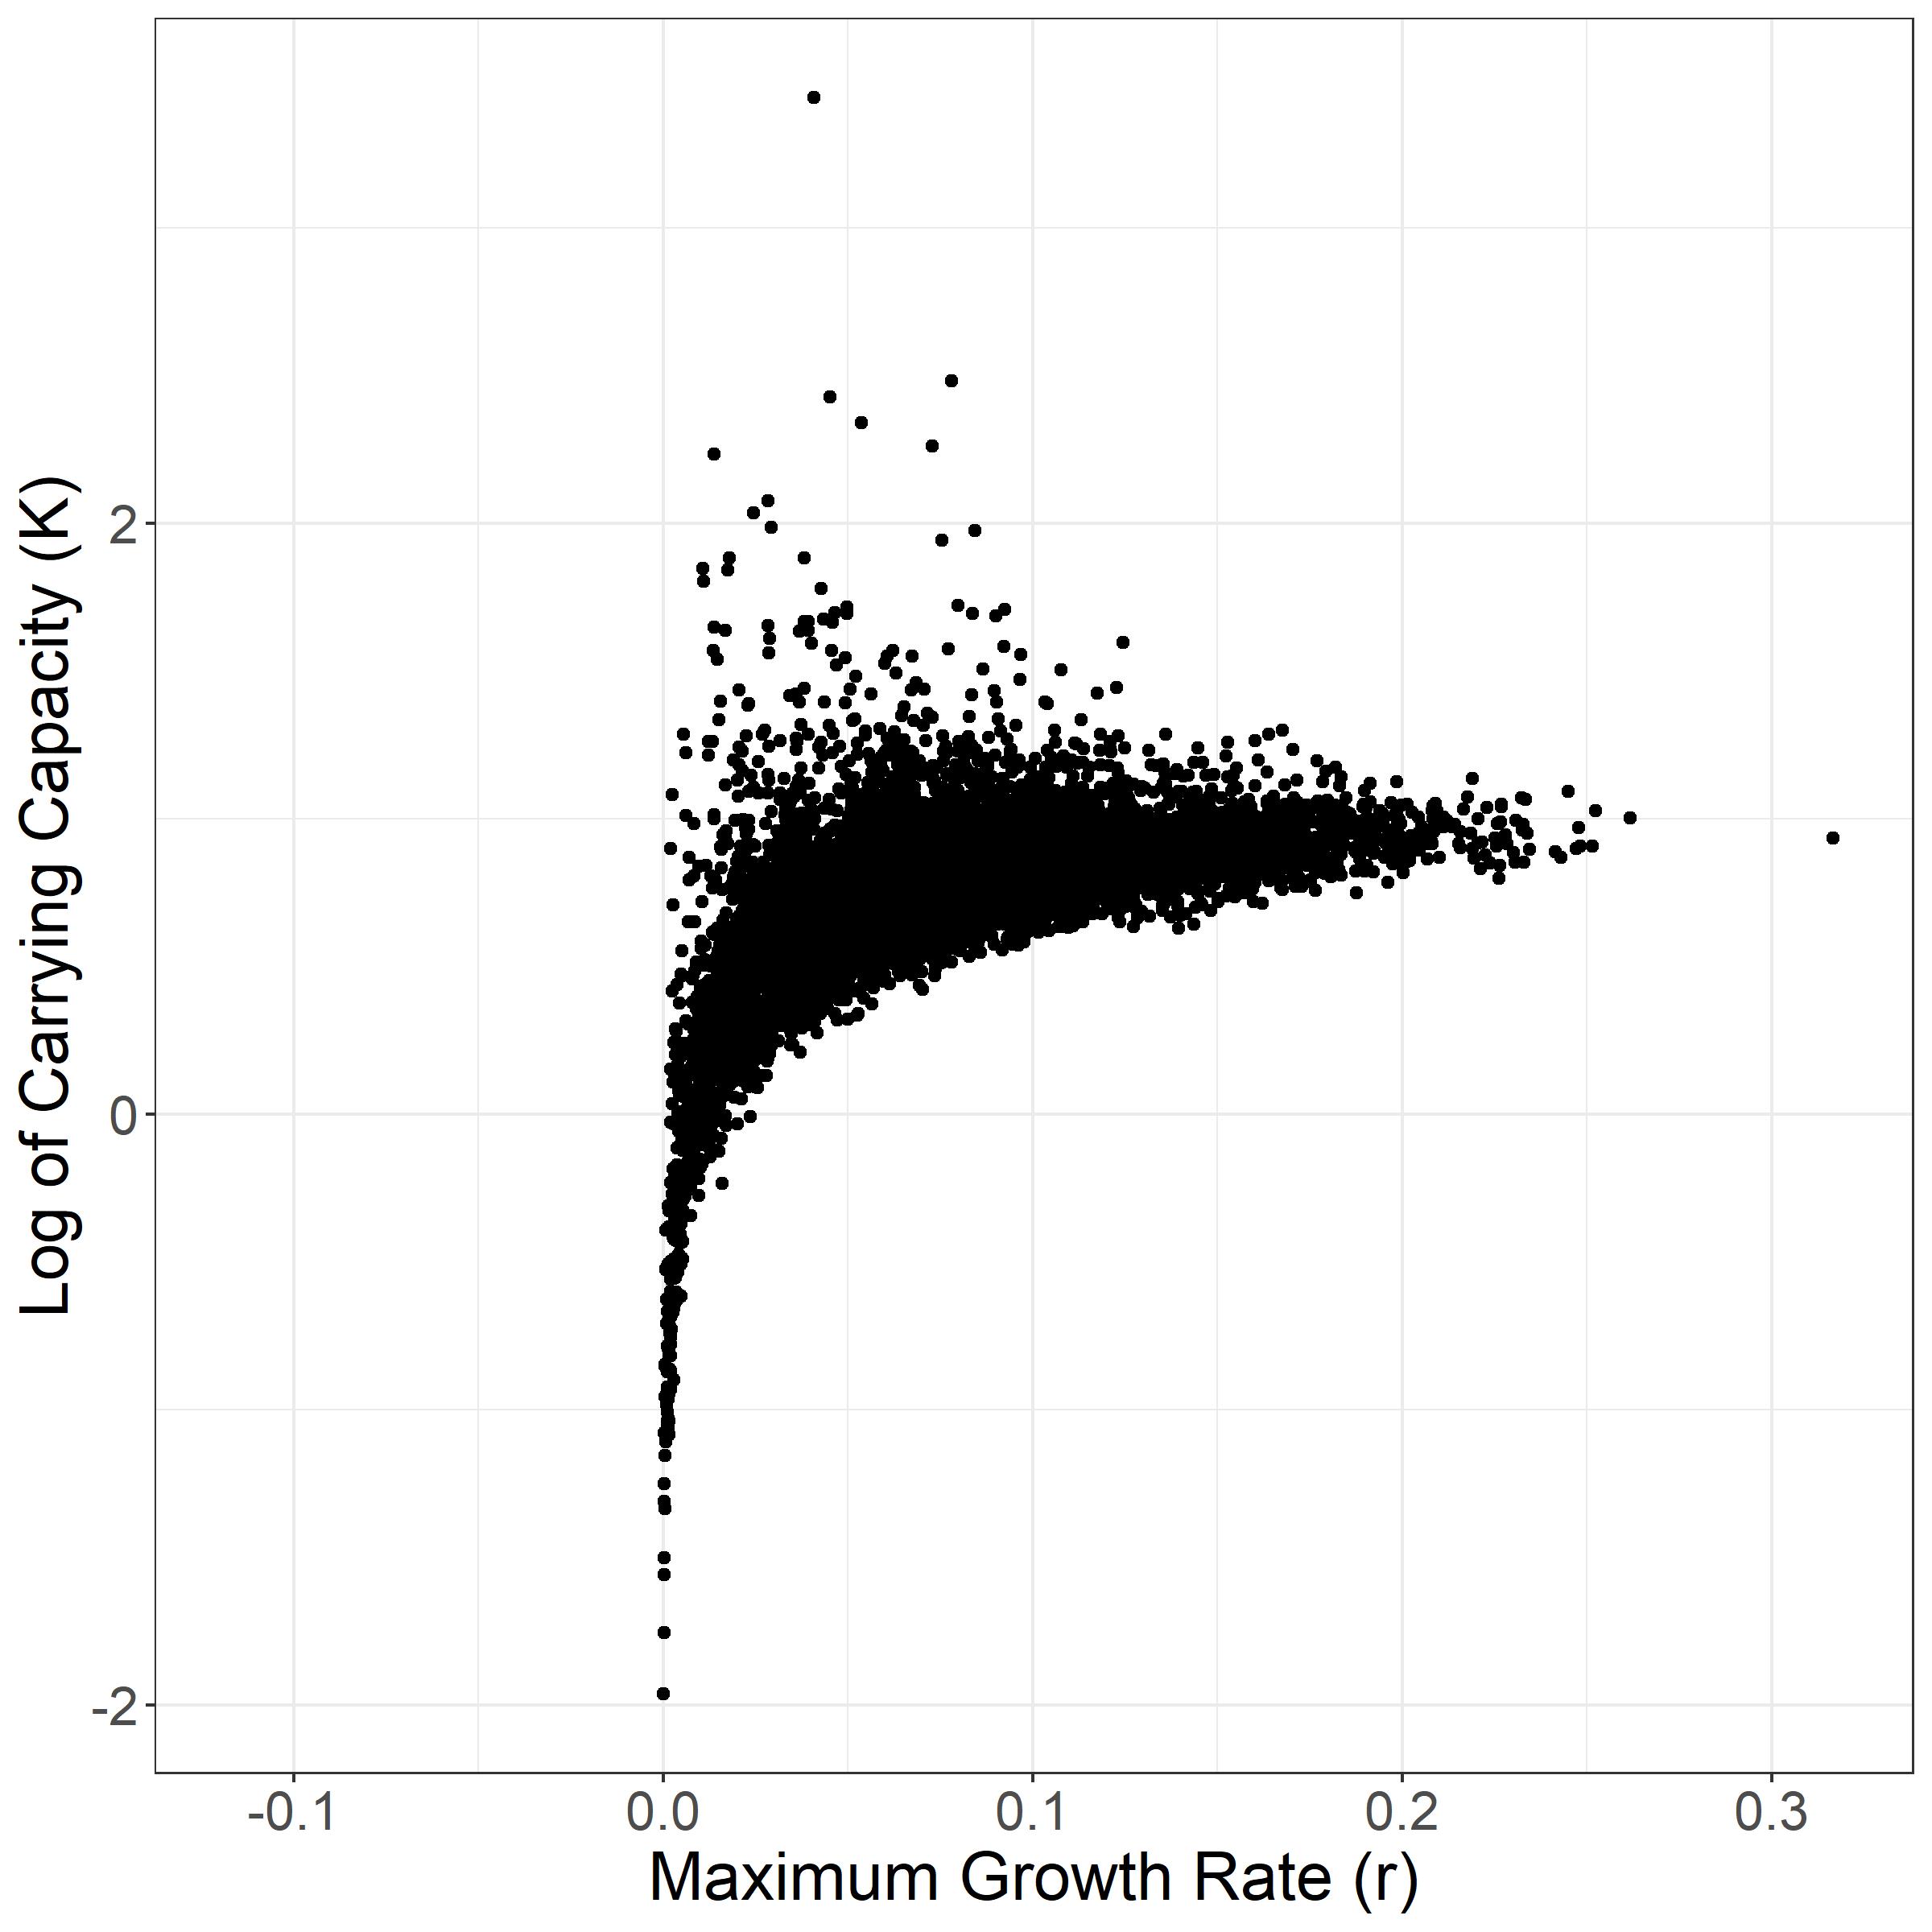 Log of Carrying Capacity (K)
2
0
-2
-0.1 0.0 0.1 0.2 0.3
Maximum Growth Rate (r)